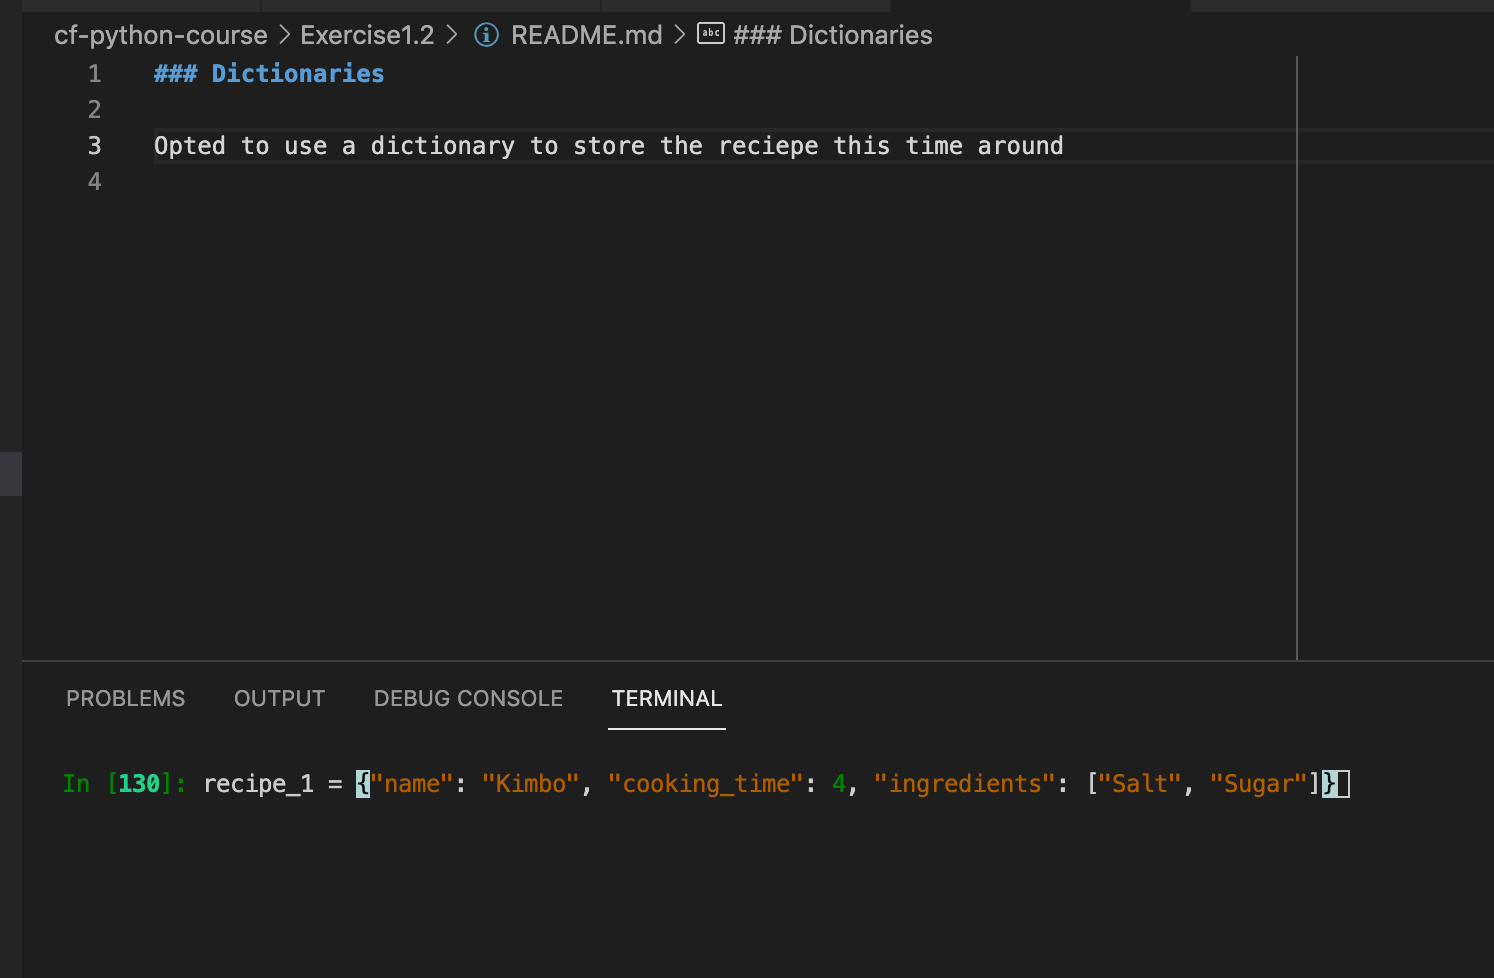 cf-python-course > Exercise1.2 > README.md > abc ### Dictionaries
1 ### Dictionaries
2
3 Opted to use a dictionary to store the reciepe this time around
4
PROBLEMS OUTPUT DEBUG CONSOLE TERMINAL
In [130]: recipe_1 = {"name": "Kimbo", "cooking_time": 4, "ingredients": ["Salt", "Sugar"]}